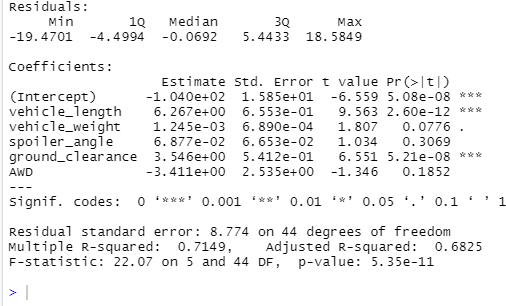 Residuals:
     Min       1Q   Median       3Q      Max
-19.4701  -4.4994  -0.0692   5.4433  18.5849
Coefficients:
                   Estimate Std. Error t value Pr(>|t|)
(Intercept)      -1.040e+02  1.585e+01  -6.559 5.08e-08 ***
vehicle_length    6.267e+00  6.553e-01   9.563 2.60e-12 ***
vehicle_weight    1.245e-03  6.890e-04   1.807   0.0776 .
spoiler_angle     6.877e-02  6.653e-02   1.034   0.3069
ground_clearance  3.546e+00  5.412e-01   6.551 5.21e-08 ***
AWD              -3.411e+00  2.535e+00  -1.346   0.1852
---
Signif. codes:  0 ‘***’ 0.001 ‘**’ 0.01 ‘*’ 0.05 ‘.’ 0.1 ‘ ’ 1
Residual standard error: 8.774 on 44 degrees of freedom
Multiple R-squared:  0.7149,    Adjusted R-squared:  0.6825
F-statistic: 22.07 on 5 and 44 DF,  p-value: 5.35e-11
>